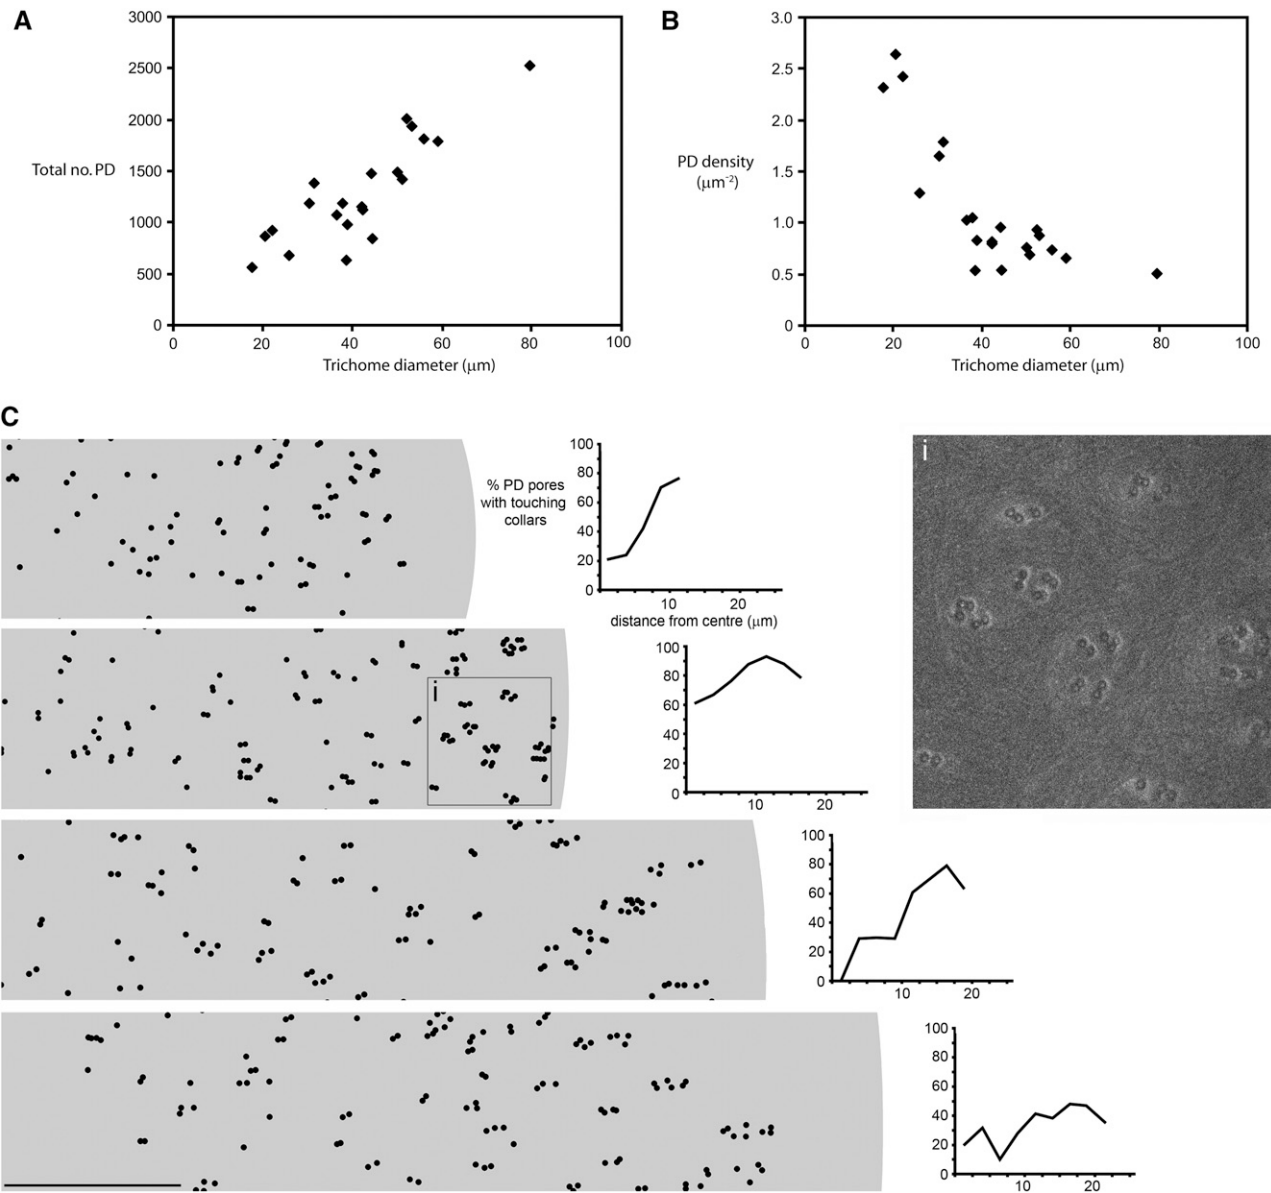 A
3000
2500
2000
1500
1000
500
0
Total no. PD
0 20 40 60 80 100
Trichome diameter (μm)
B
3.0
2.5
2.0
1.5
1.0
0.5
0
PD density
(μm⁻²)
0 20 40 60 80 100
Trichome diameter (μm)
C
% PD pores
with touching
collars
100
80
60
40
20
0
10 20
distance from centre (μm)
i
i
100
80
60
40
20
0
10 20
100
80
60
40
20
0
10 20
100
80
60
40
20
0
10 20